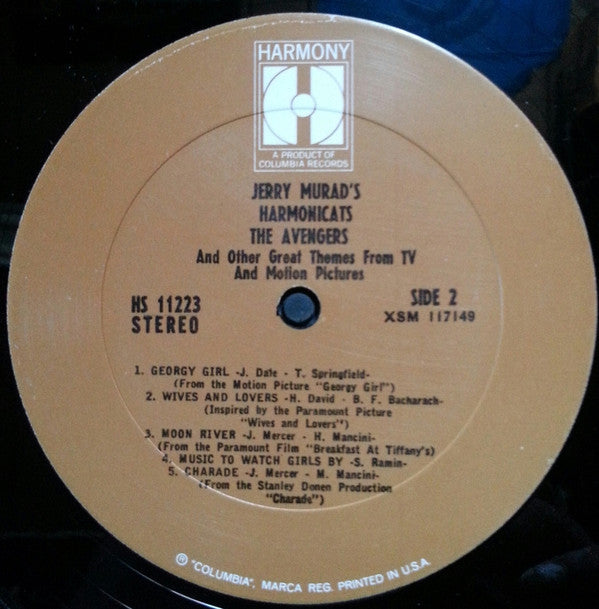 HARMONY
A PRODUCT OF
COLUMBIA RECORDS
JERRY MURAD'S
HARMONICATS
THE AVENGERS
And Other Great Themes From TV
And Motion Pictures
HS 11223
STEREO
SIDE 2
XSM 117149
1. GEORGY GIRL -J. Dale - T. Springfield-
(From the Motion Picture "Georgy Girl")
2. WIVES AND LOVERS -H. David - B. F. Bacharach-
(Inspired by the Paramount Picture
"Wives and Lovers")
3. MOON RIVER -J. Mercer - H. Mancini-
(From the Paramount Film "Breakfast At Tiffany's)
4. MUSIC TO WATCH GIRLS BY -S. Ramin-
5. CHARADE -J. Mercer - M. Mancini-
(From the Stanley Donen Production
"Charade")
® "COLUMBIA", MARCA REG. PRINTED IN U.S.A.